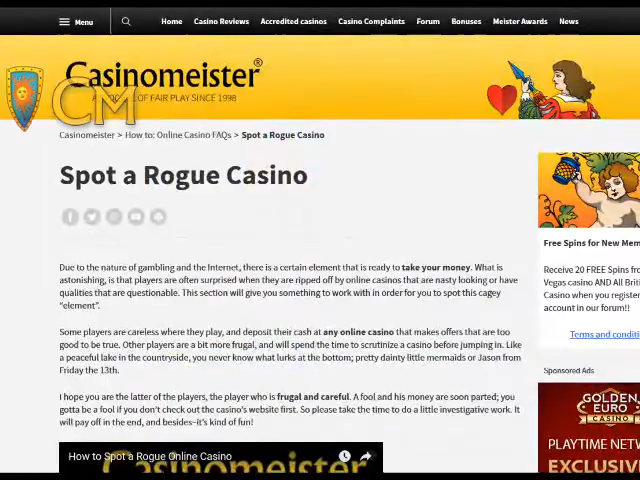 Menu Home Casino Reviews Accredited casinos Casino Complaints Forum Bonuses Meister Awards News
Casinomeister®
OF FAIR PLAY SINCE 1998
CM
Casinomeister > How to: Online Casino FAQs > Spot a Rogue Casino
Spot a Rogue Casino
Due to the nature of gambling and the Internet, there is a certain element that is ready to take your money. What is
astonishing, is that players are often surprised when they are ripped off by online casinos that are nasty looking or have
qualities that are questionable. This section will give you something to work with in order for you to spot this cagey
“element”.
Some players are careless where they play, and deposit their cash at any online casino that makes offers that are too
good to be true. Other players are a bit more frugal, and will spend the time to scrutinize a casino before jumping in. Like
a peaceful lake in the countryside, you never know what lurks at the bottom; pretty dainty little mermaids or Jason from
Friday the 13th.
I hope you are the latter of the players, the player who is frugal and careful. A fool and his money are soon parted; you
gotta be a fool if you don't check out the casino's website first. So please take the time to do a little investigative work. It
will pay off in the end, and besides–it's kind of fun!
How to Spot a Rogue Online Casino
Casinomeister
Free Spins for New Mem
Receive 20 FREE Spins fro
Vegas casino AND All Briti
Casino when you register
account in our forum!!
Terms and conditi
Sponsored Ads
GOLDEN
EURO
CASINO
PLAYTIME NETW
EXCLUSIV